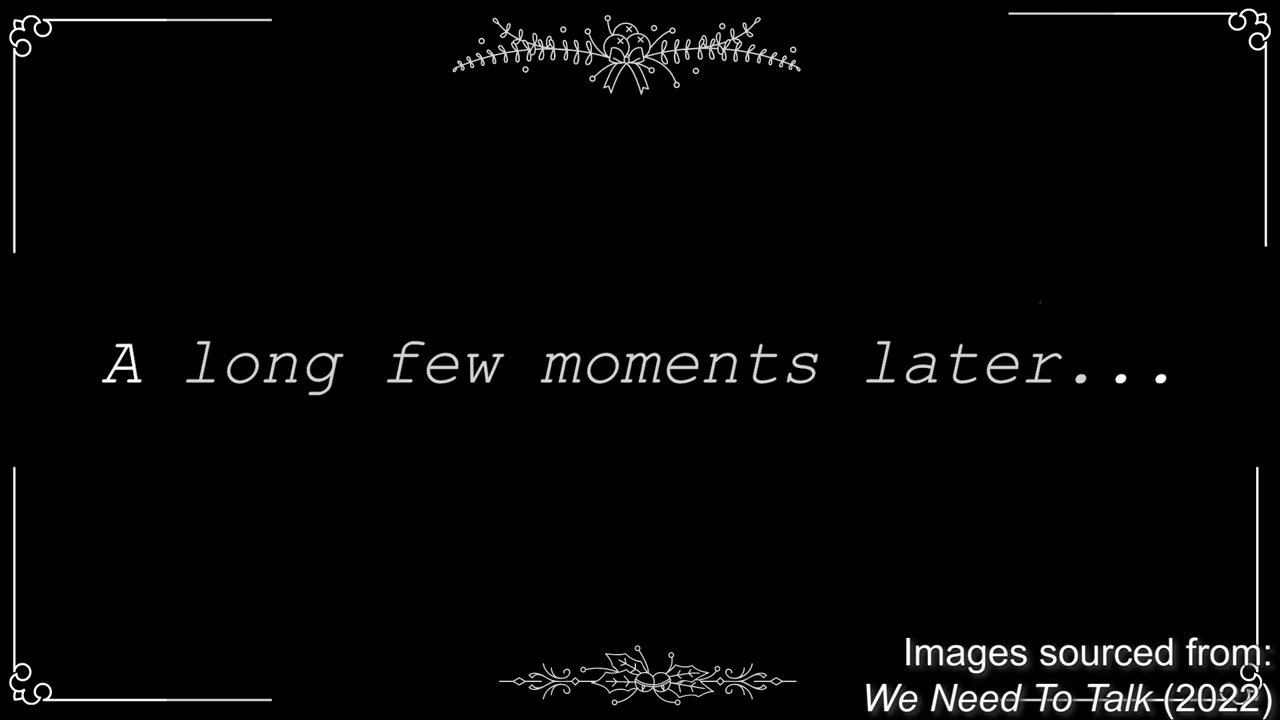 A long few moments later...
Images sourced from:
We Need To Talk (2022)